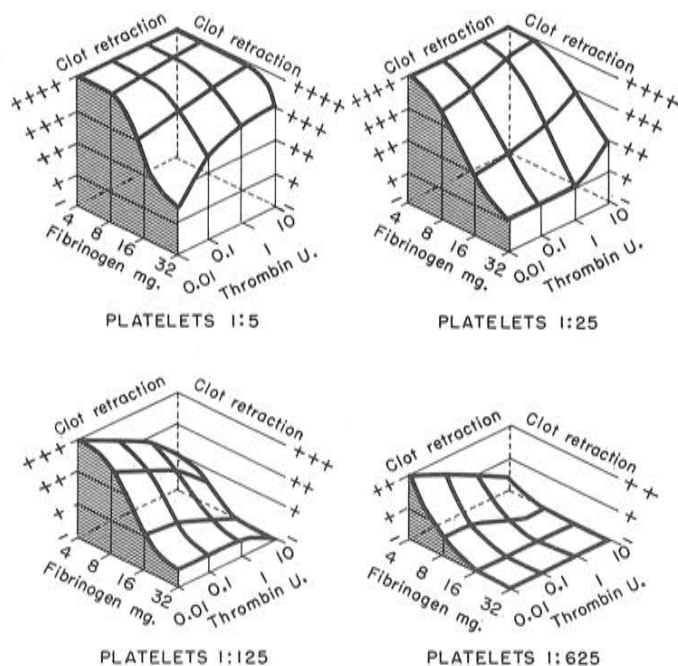 Clot retraction Clot retraction
++++ ++++
+++ +++
++ ++
+ +
-
4 8 16 32
0.01 0.1 1 10
Fibrinogen mg. Thrombin U.
PLATELETS 1:5
Clot retraction Clot retraction
++++ ++++
+++ +++
++ ++
+ +
-
4 8 16 32
0.01 0.1 1 10
Fibrinogen mg. Thrombin U.
PLATELETS 1:25
Clot retraction Clot retraction
+++ +++
++ ++
+ +
-
4 8 16 32
0.01 0.1 1 10
Fibrinogen mg. Thrombin U.
PLATELETS 1:125
Clot retraction Clot retraction
++ ++
+ +
-
4 8 16 32
0.01 0.1 1 10
Fibrinogen mg. Thrombin U.
PLATELETS 1:625